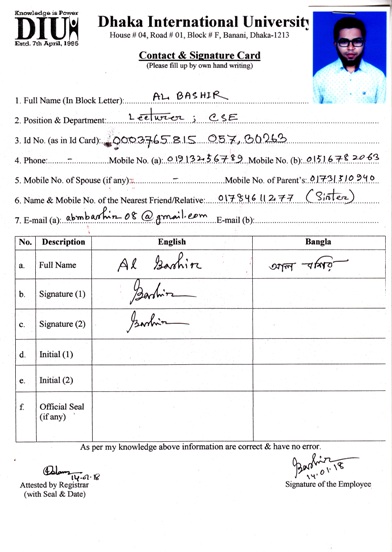 Knowledge is Power
DIU
Estd. 7th April, 1995
Dhaka International University
House # 04, Road # 01, Block # F, Banani, Dhaka-1213
Contact & Signature Card
(Please fill up by own hand writing)
1. Full Name (In Block Letter): AL BASHIR
2. Position & Department: Lecturer ; CSE
3. Id No. (as in Id Card): 0003765815 057, 30263
4. Phone: - Mobile No. (a): 01913256789 Mobile No. (b): 01516782063
5. Mobile No. of Spouse (if any): - Mobile No. of Parent's: 01731310940
6. Name & Mobile No. of the Nearest Friend/Relative: 01734611277 (Sister)
7. E-mail (a): abmbashir08@gmail.com E-mail (b):
No. Description English Bangla
a. Full Name Al Bashir আল বশির
b. Signature (1) Bashir
c. Signature (2) Bashir
d. Initial (1)
e. Initial (2)
f. Official Seal
(if any)
As per my knowledge above information are correct & have no error.
14-01-18
Attested by Registrar
(with Seal & Date)
Bashir
14-01-18
Signature of the Employee